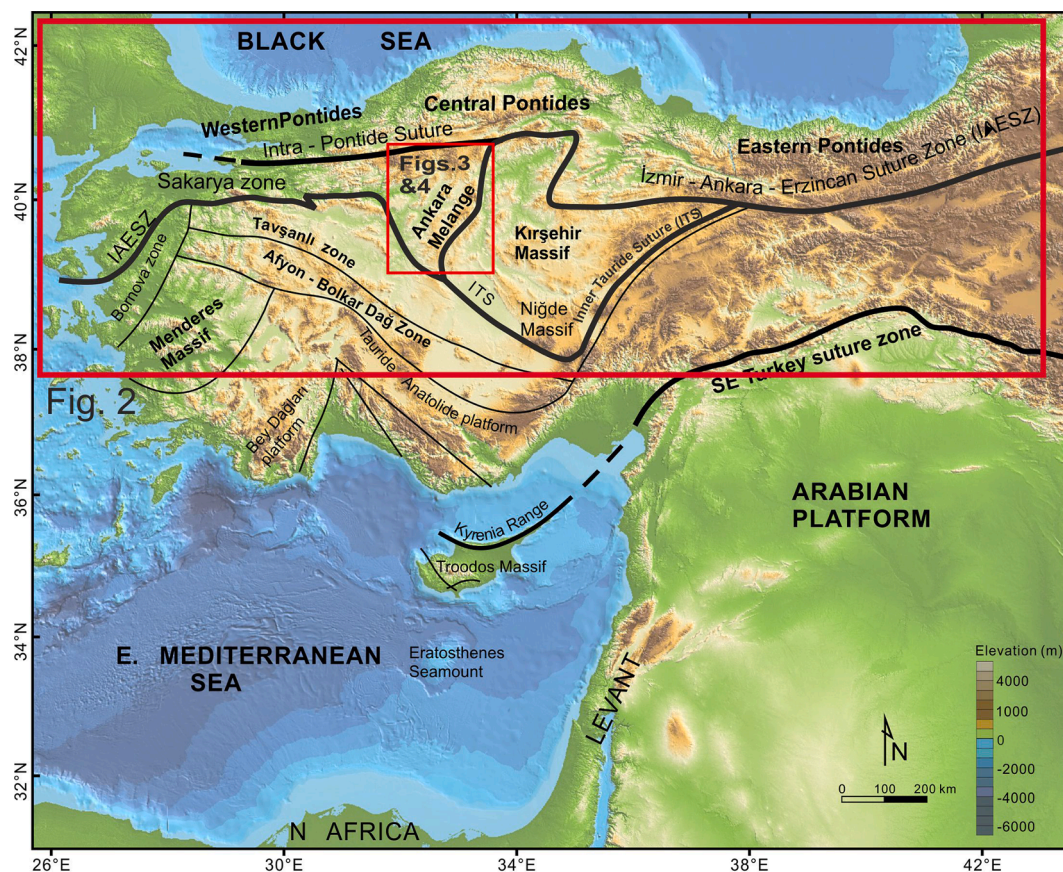 BLACK SEA
Western Pontides
Central Pontides
Eastern Pontides
Intra - Pontide Suture
İzmir - Ankara - Erzincan Suture Zone (IAESZ)
Sakarya zone
Figs.3
&4
Ankara
Melange
Kırşehir
Massif
IAESZ
Bornova zone
Tavşanlı zone
Afyon - Bolkar Dağ Zone
ITS
Inner Tauride Suture (ITS)
Niğde
Massif
Menderes
Massif
Tauride - Anatolide platform
SE Turkey suture zone
Fig. 2
Bey Dağları
platform
Kyrenia Range
Troodos Massif
ARABIAN
PLATFORM
E. MEDITERRANEAN
SEA
Eratosthenes
Seamount
LEVANT
N AFRICA
Elevation (m)
4000
1000
0
-2000
-4000
-6000
N
0 100 200 km
42°N
40°N
38°N
36°N
34°N
32°N
26°E 30°E 34°E 38°E 42°E